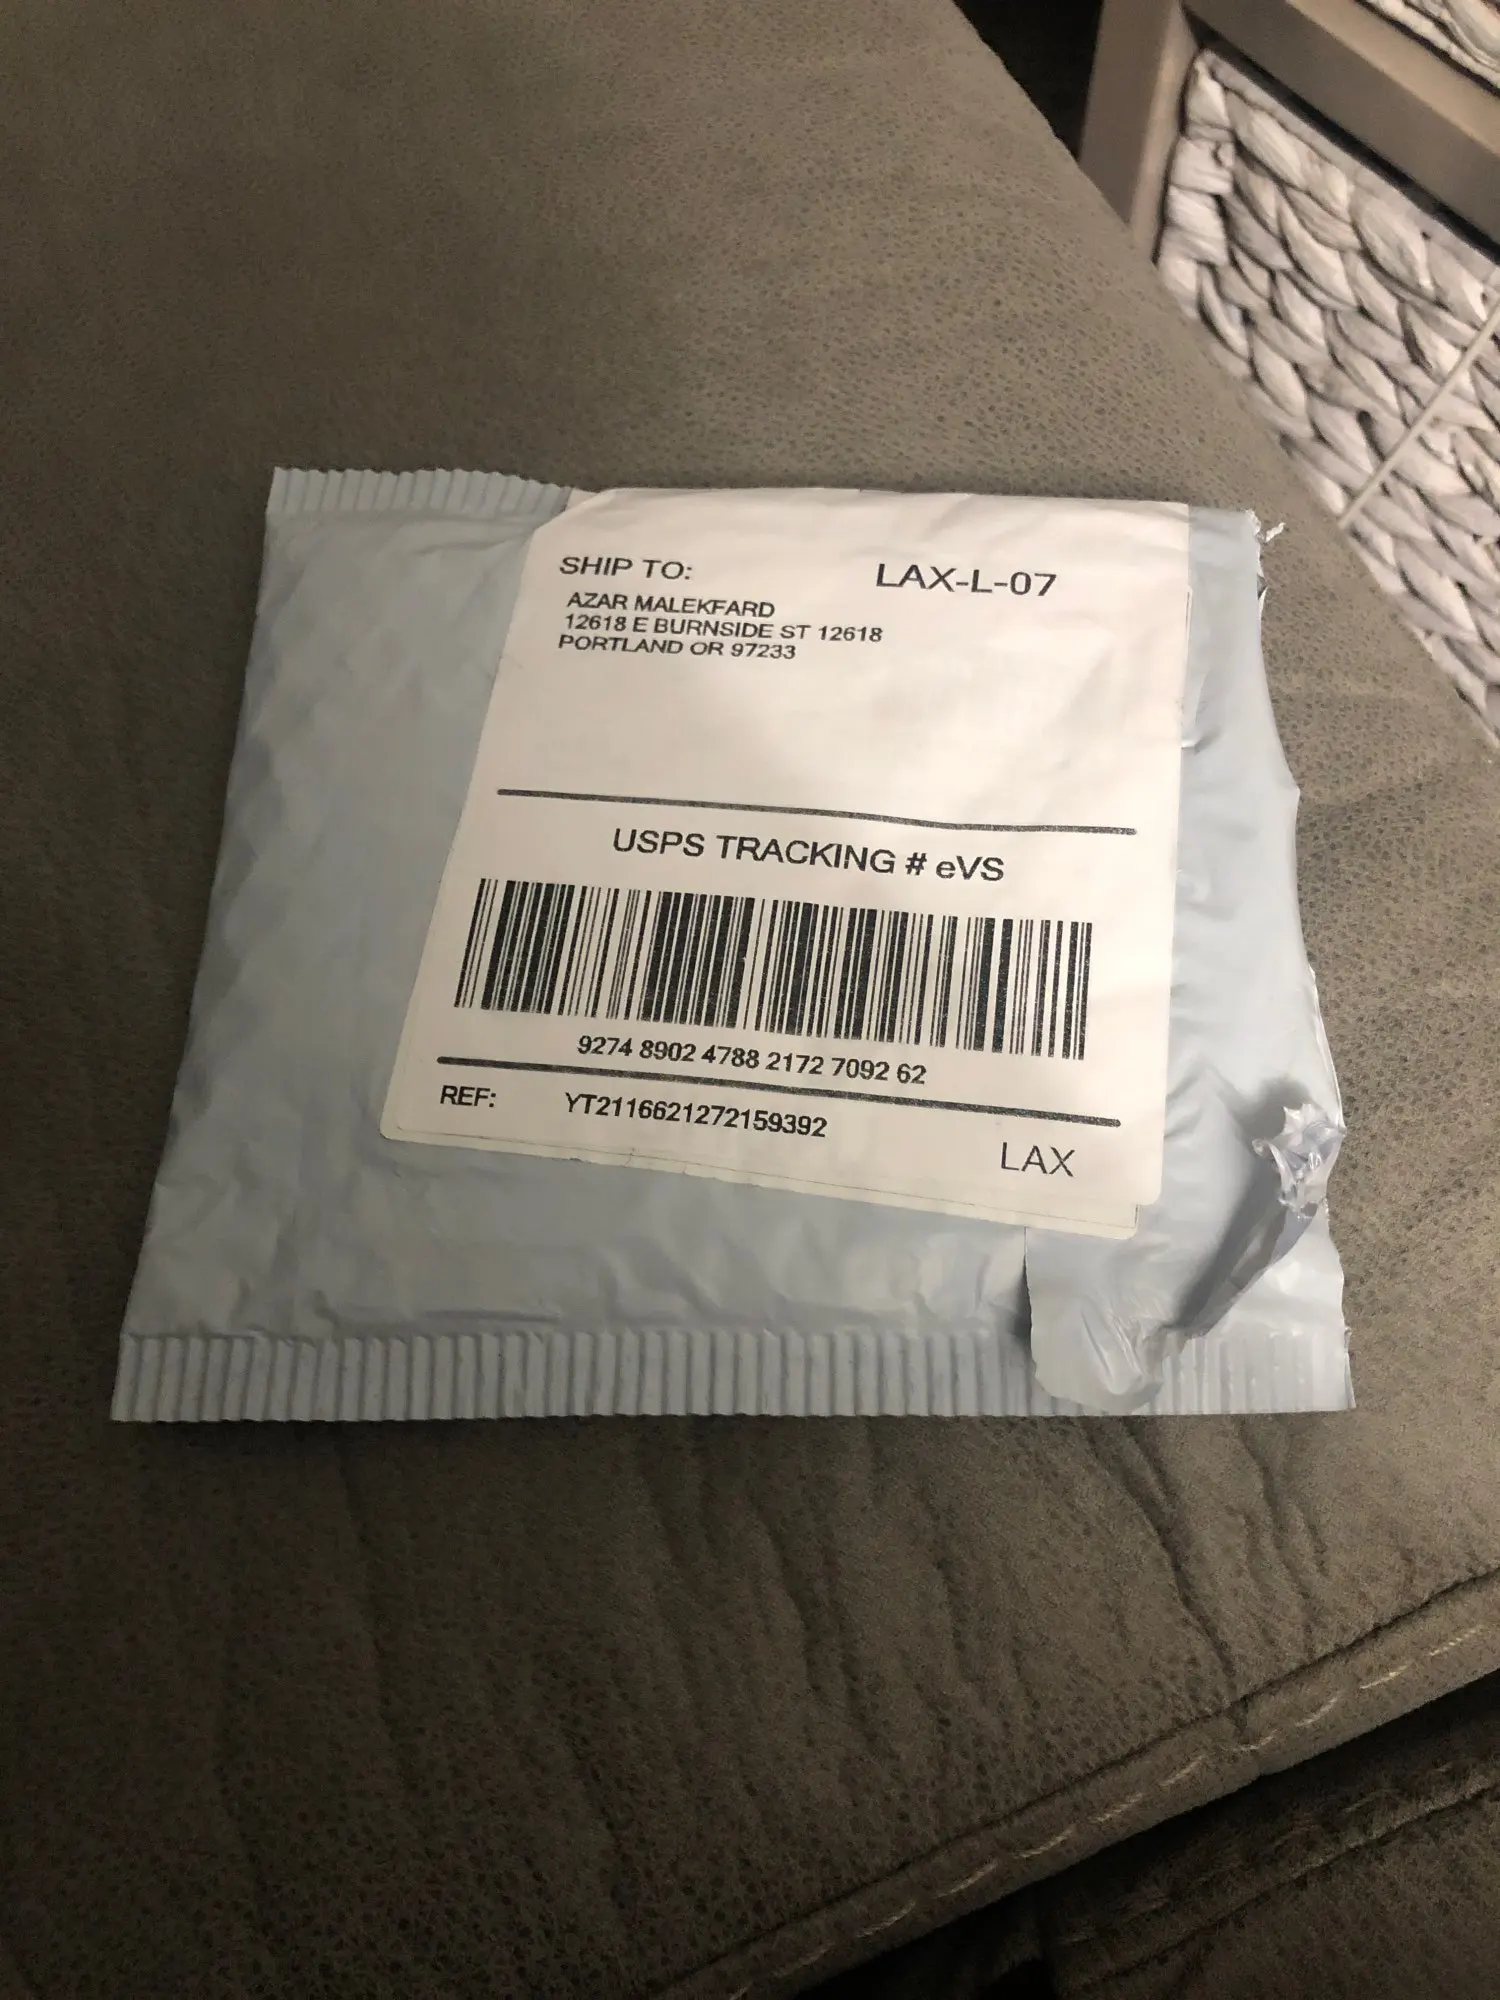 SHIP TO:
LAX-L-07
AZAR MALEKFARD
12618 E BURNSIDE ST 12618
PORTLAND OR 97233
USPS TRACKING # eVS
9274 8902 4788 2172 7092 62
REF: YT2116621272159392
LAX